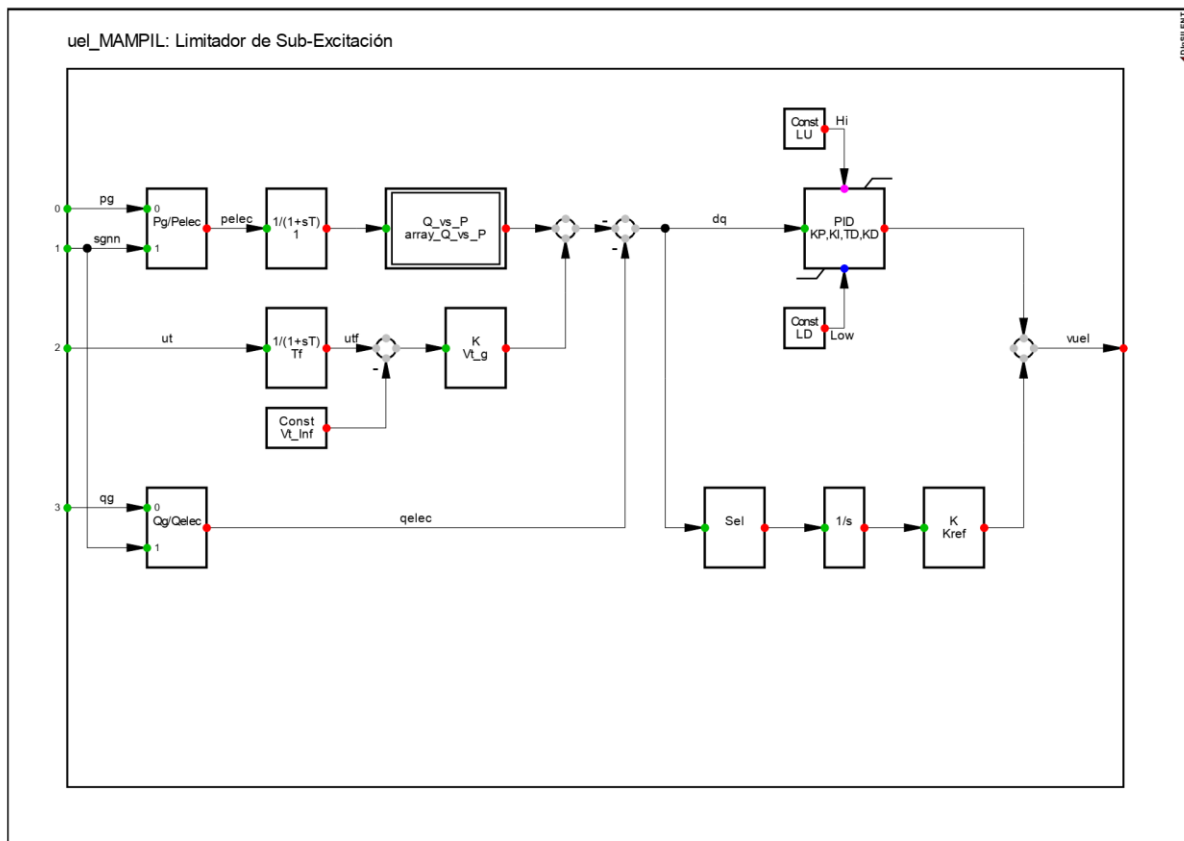 uel_MAMPIL: Limitador de Sub-Excitación
DIgSILENT
Const
LU
Hi
0
pg
0
Pg/Pelec
pelec
1/(1+sT)
1
Q_vs_P
array_Q_vs_P
-
dq
PID
KP,KI,TD,KD
1
sgnn
1
-
Const
LD
Low
2
ut
1/(1+sT)
Tf
utf
-
K
Vt_g
vuel
Const
Vt_Inf
3
qg
0
Qg/Qelec
1
qelec
Sel
1/s
K
Kref